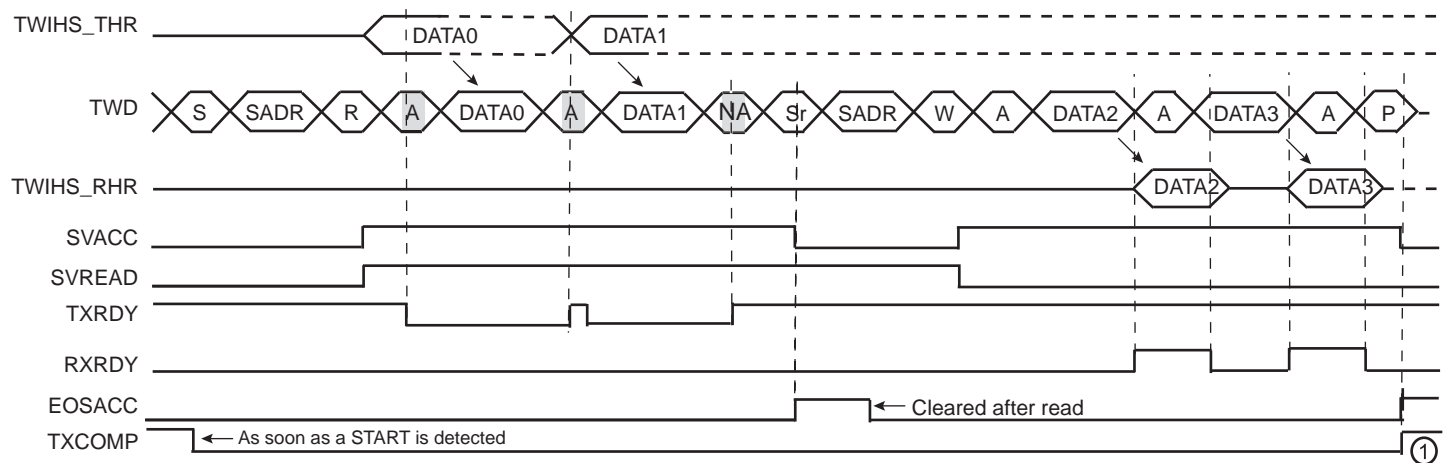 TWIHS_THR
DATA0
DATA1
TWD
S
SADR
R
A
DATA0
A
DATA1
NA
Sr
SADR
W
A
DATA2
A
DATA3
A
P
TWIHS_RHR
DATA2
DATA3
SVACC
SVREAD
TXRDY
RXRDY
EOSACC
Cleared after read
TXCOMP
As soon as a START is detected
1